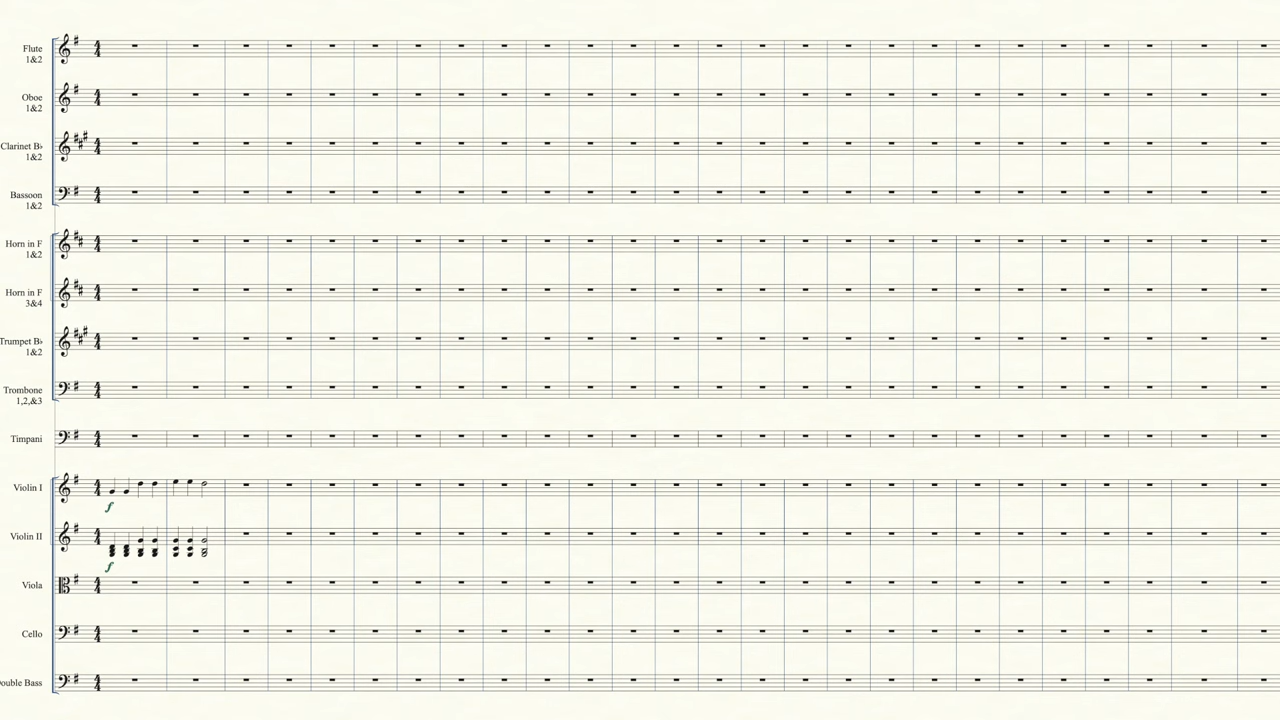 Flute
1&2
Oboe
1&2
Clarinet B♭
1&2
Bassoon
1&2
Horn in F
1&2
Horn in F
3&4
Trumpet B♭
1&2
Trombone
1,2,&3
Timpani
Violin I
f
Violin II
f
Viola
Cello
ouble Bass